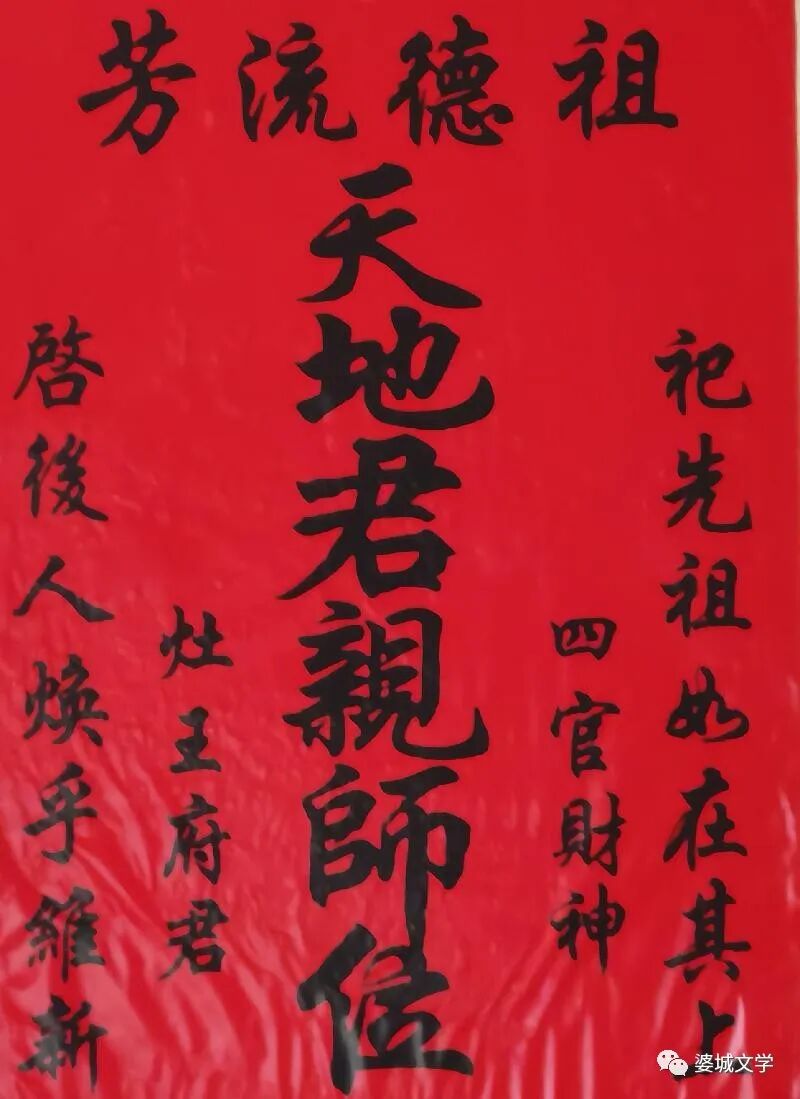 祖德流芳
祀先祖如在其上
四官財神
天地君親師位
灶王府君
啓後人焕乎維新
婆城文学